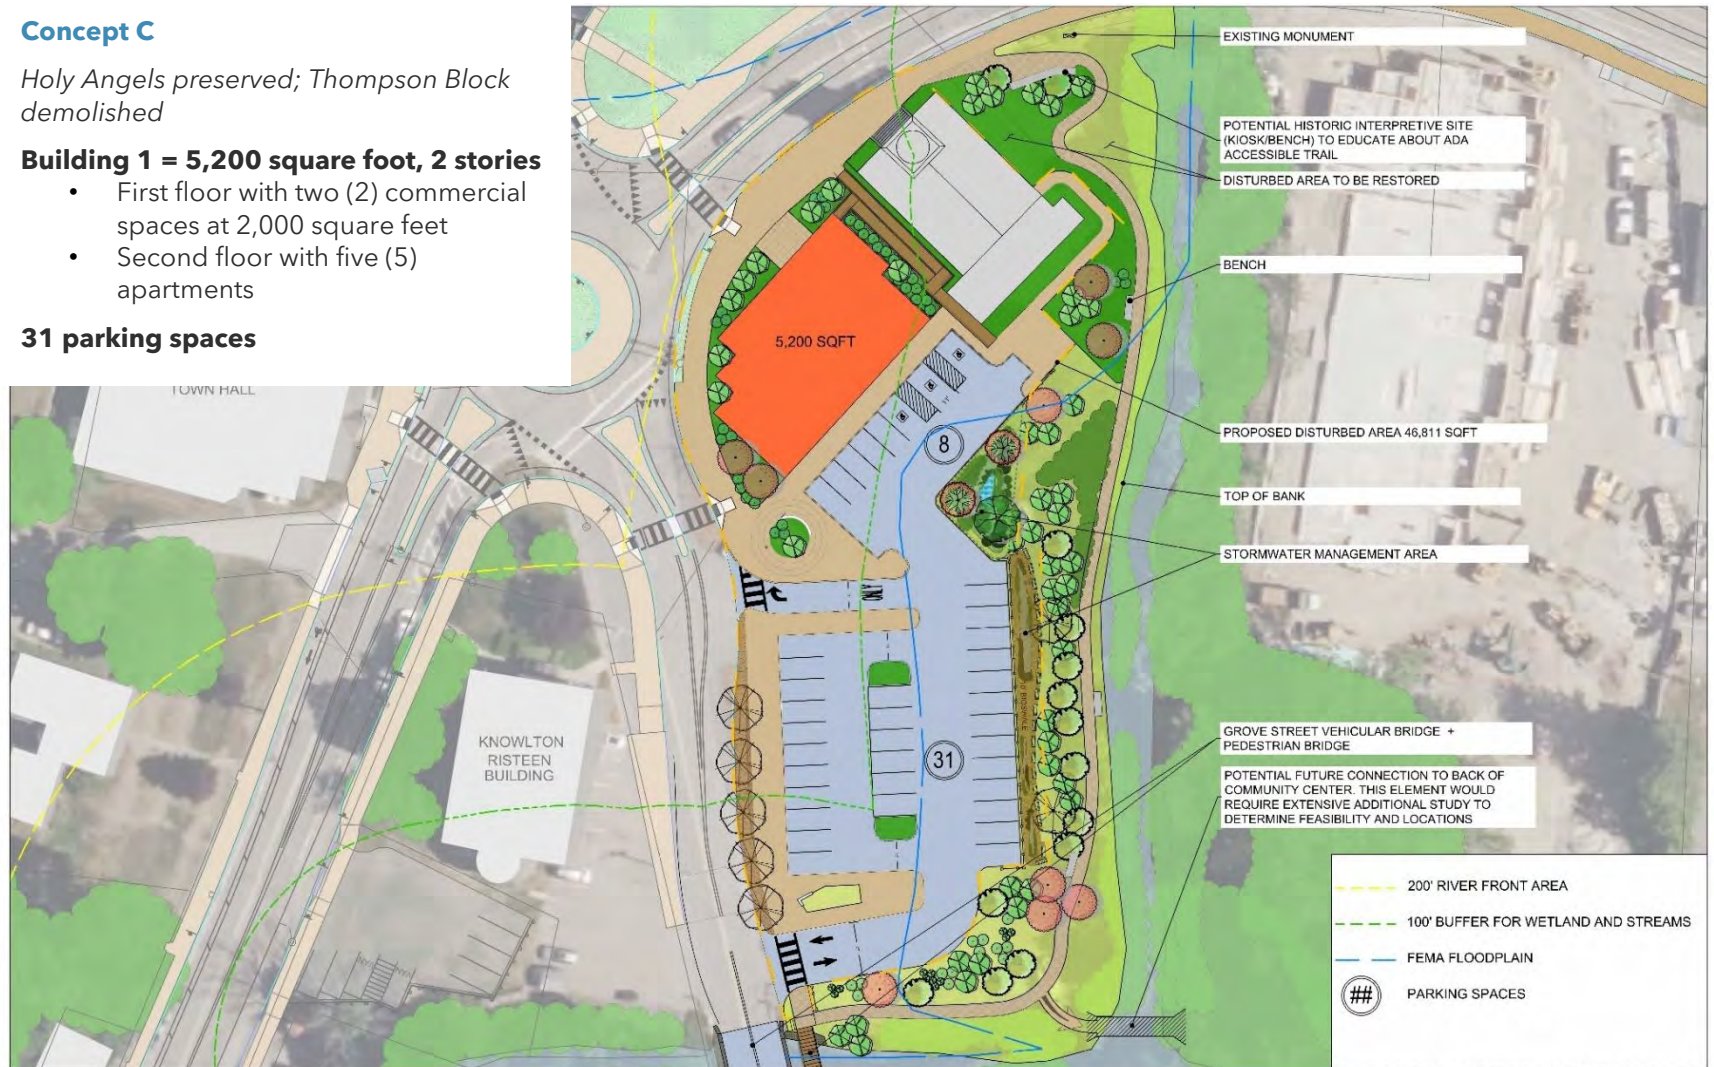 Concept C
Holy Angels preserved; Thompson Block
demolished
Building 1 = 5,200 square foot, 2 stories
• First floor with two (2) commercial
spaces at 2,000 square feet
• Second floor with five (5)
apartments
31 parking spaces
TOWN HALL
5,200 SQFT
8
ONLY
KNOWLTON
RISTEEN
BUILDING
31
BIOSWALE
EXISTING MONUMENT
POTENTIAL HISTORIC INTERPRETIVE SITE
(KIOSK/BENCH) TO EDUCATE ABOUT ADA
ACCESSIBLE TRAIL
DISTURBED AREA TO BE RESTORED
BENCH
PROPOSED DISTURBED AREA 46,811 SQFT
TOP OF BANK
STORMWATER MANAGEMENT AREA
GROVE STREET VEHICULAR BRIDGE +
PEDESTRIAN BRIDGE
POTENTIAL FUTURE CONNECTION TO BACK OF
COMMUNITY CENTER. THIS ELEMENT WOULD
REQUIRE EXTENSIVE ADDITIONAL STUDY TO
DETERMINE FEASIBILITY AND LOCATIONS
200' RIVER FRONT AREA
100' BUFFER FOR WETLAND AND STREAMS
FEMA FLOODPLAIN
## PARKING SPACES